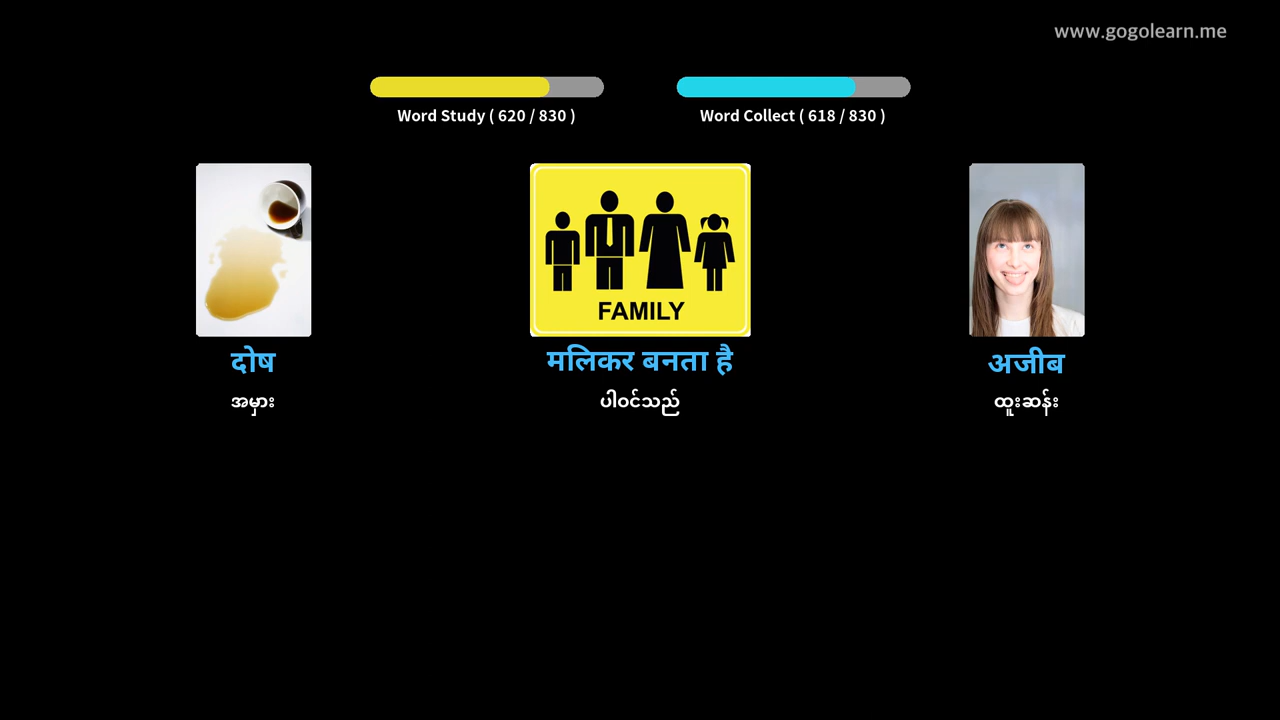 www.gogolearn.me
Word Study ( 620 / 830 )
Word Collect ( 618 / 830 )
FAMILY
दोष
मलिकर बनता है
अजीब
အမှား
ပါဝင်သည်
ထူးဆန်း